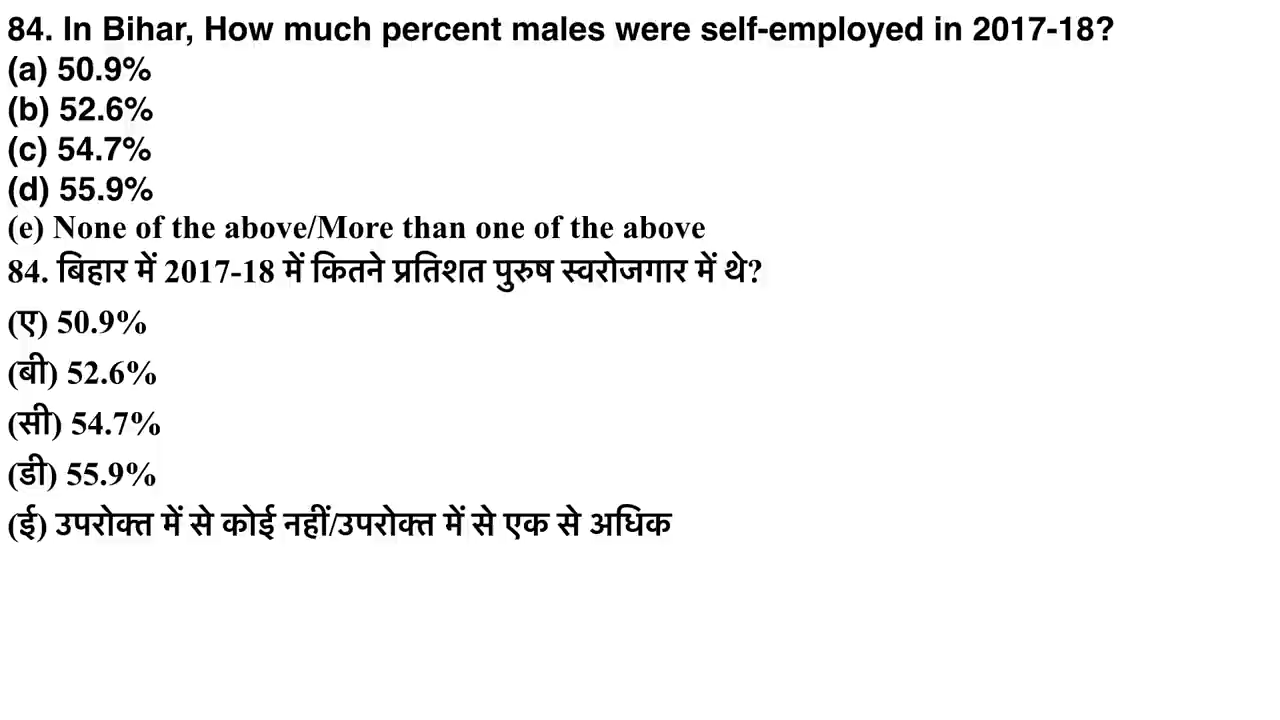 84. In Bihar, How much percent males were self-employed in 2017-18?
(a) 50.9%
(b) 52.6%
(c) 54.7%
(d) 55.9%
(e) None of the above/More than one of the above
84. बिहार में 2017-18 में कितने प्रतिशत पुरुष स्वरोजगार में थे?
(ए) 50.9%
(बी) 52.6%
(सी) 54.7%
(डी) 55.9%
(ई) उपरोक्त में से कोई नहीं/उपरोक्त में से एक से अधिक